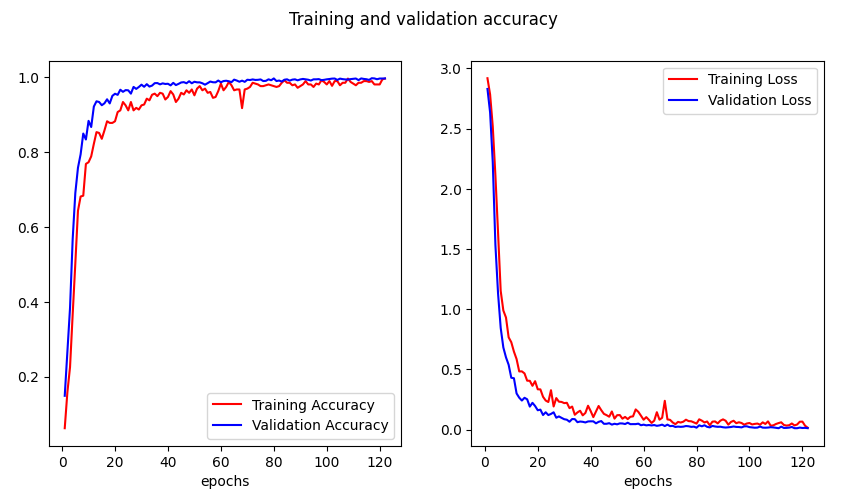 Training and validation accuracy
1.0
0.8
0.6
0.4
0.2
Training Accuracy
Validation Accuracy
0 20 40 60 80 100 120
epochs
3.0
2.5
2.0
1.5
1.0
0.5
0.0
Training Loss
Validation Loss
0 20 40 60 80 100 120
epochs